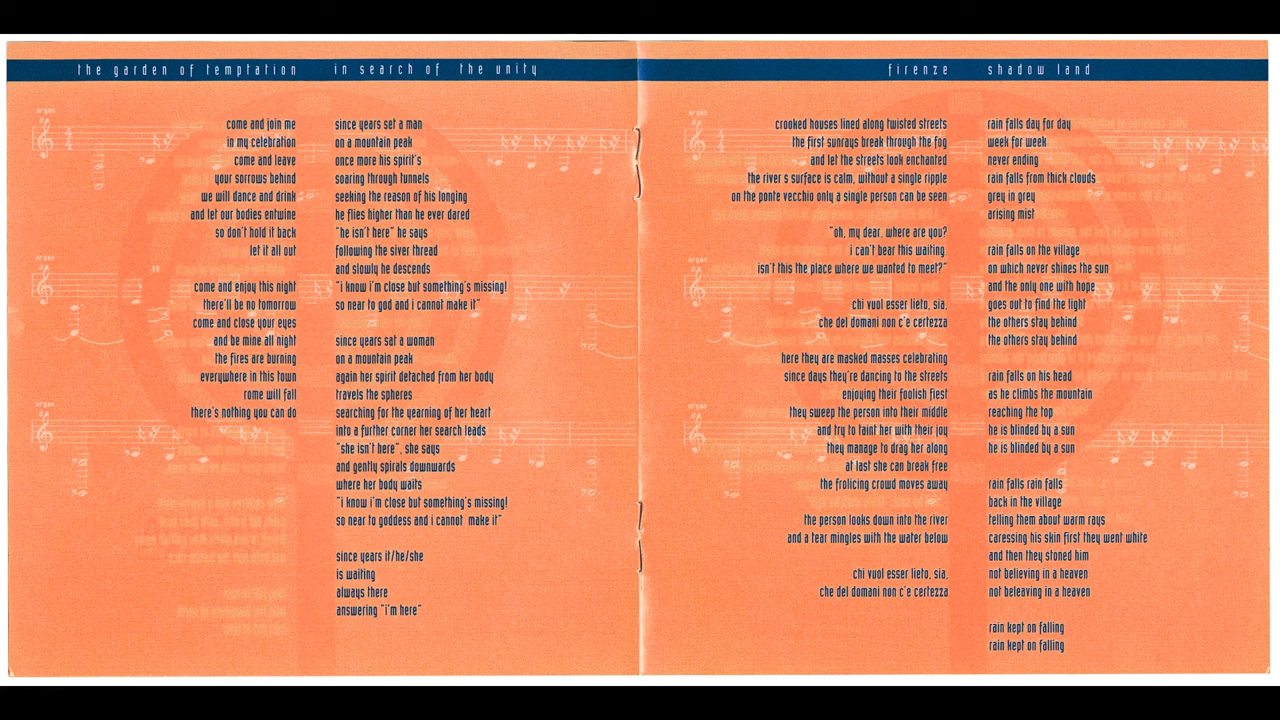 the garden of temptation
come and join me
in my celebration
come and leave
your sorrows behind
we will dance and drink
and let our bodies entwine
so don't hold it back
let it all out
come and enjoy this night
there'll be no tomorrow
come and close your eyes
and be mine all night
the fires are burning
everywhere in this town
rome will fall
there's nothing you can do
in search of the unity
since years set a man
on a mountain peak
once more his spirit's
soaring through tunnels
seeking the reason of his longing
he flies higher than he ever dared
"he isn't here" he says
following the siver thread
and slowly he descends
"i know i'm close but something's missing!
so near to god and i cannot make it"
since years sat a woman
on a mountain peak
again her spirit detached from her body
travels the spheres
searching for the yearning of her heart
into a further corner her search leads
"she isn't here", she says
and gently spirals downwards
where her body waits
"i know i'm close but something's missing!
so near to goddess and i cannot make it"
since years it/he/she
is waiting
always there
answering "i'm here"
firenze
crooked houses lined along twisted streets
the first sunrays break through the fog
and let the streets look enchanted
the river s surface is calm, without a single ripple
on the ponte vecchio only a single person can be seen
"oh, my dear, where are you?
i can't bear this waiting.
isn't this the place where we wanted to meet?"
chi vuol esser lieto, sia,
che del domani non c'e certezza
here they are masked masses celebrating
since days they're dancing to the streets
enjoying their foolish fiest
they sweep the person into their middle
and try to taint her with their joy
they manage to drag her along
at last she can break free
the frolicing crowd moves away
the person looks down into the river
and a tear mingles with the water below
chi vuol esser lieto, sia,
che del domani non c'e certezza
shadow land
rain falls day for day
week for week
never ending
rain falls from thick clouds
grey in grey
arising mist
rain falls on the village
on which never shines the sun
and the only one with hope
goes out to find the light
the others stay behind
the others stay behind
rain falls on his head
as he climbs the mountain
reaching the top
he is blinded by a sun
he is blinded by a sun
rain falls rain falls
back in the village
telling them about warm rays
caressing his skin first they went white
and then they stoned him
not believing in a heaven
not beleaving in a heaven
rain kept on falling
rain kept on falling
organ
organ
organ
organ
organ
organ